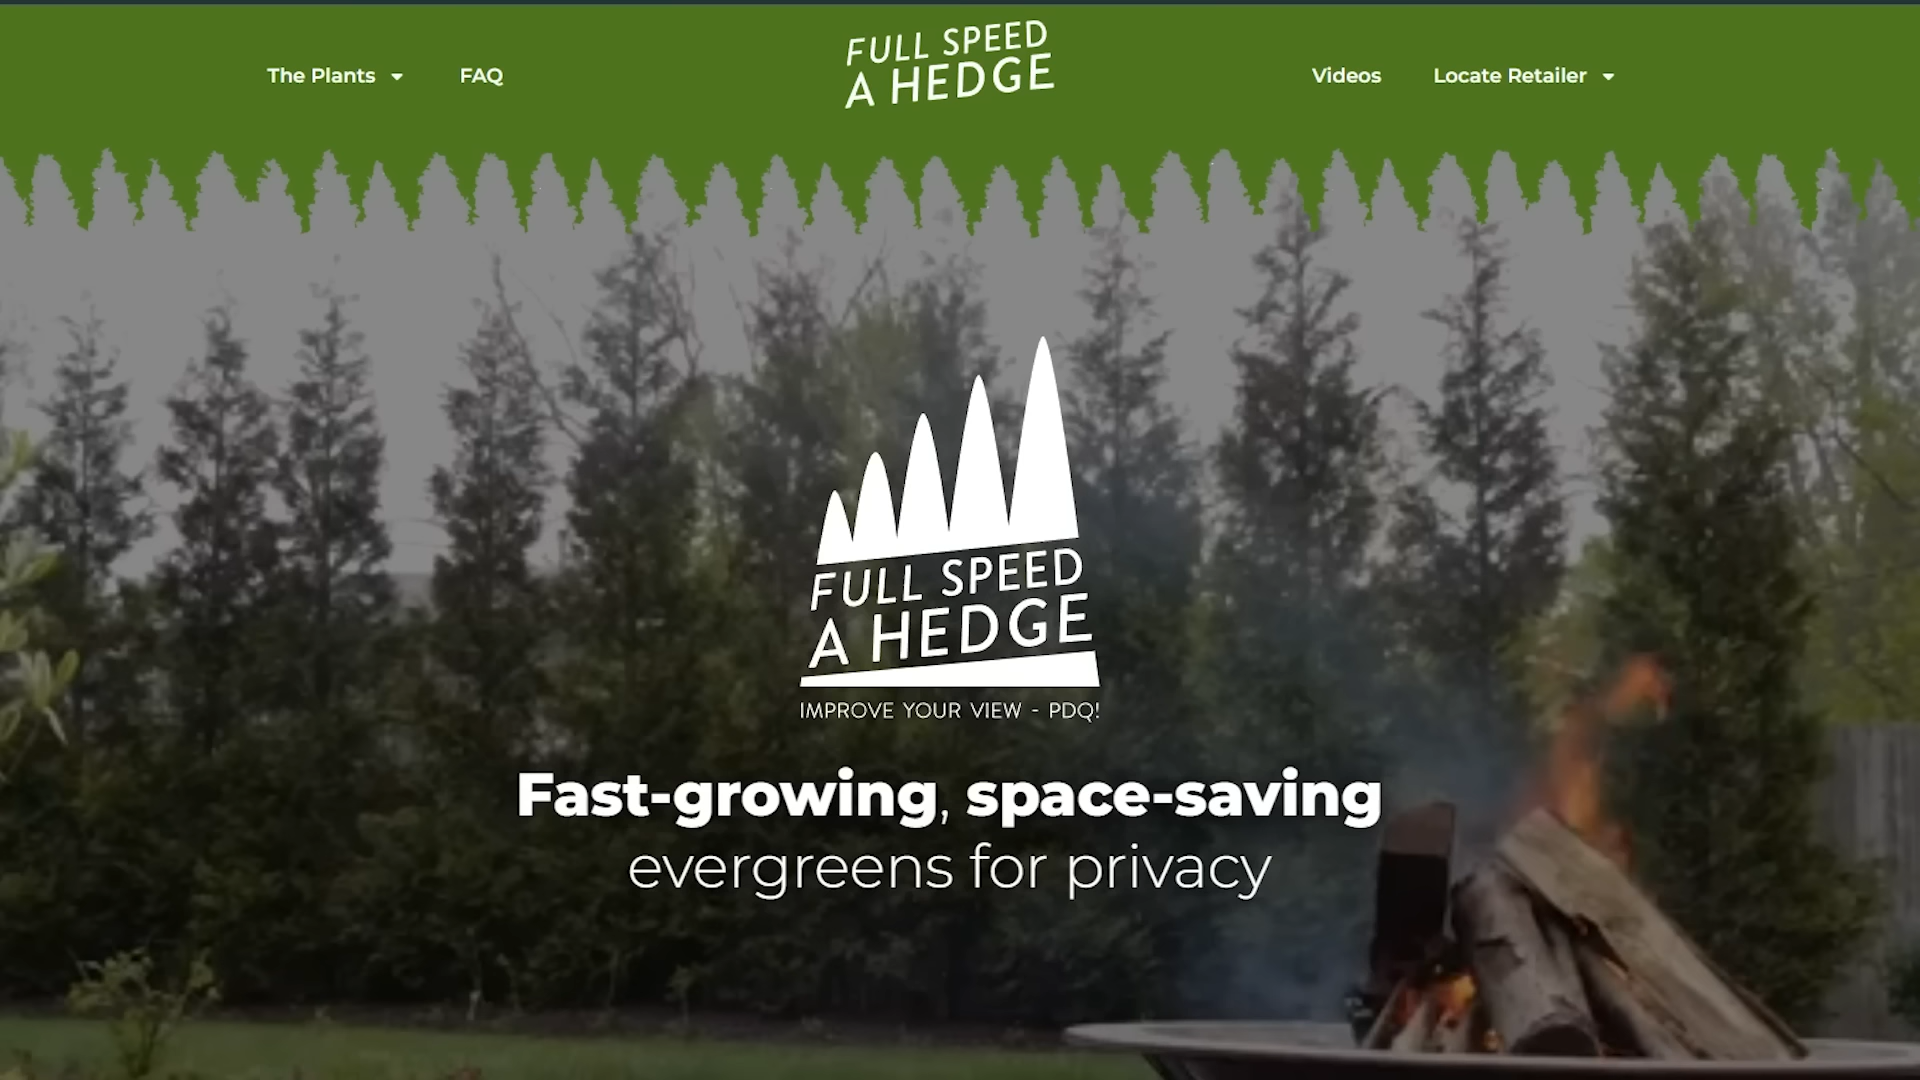 The Plants
FAQ
FULL SPEED
A HEDGE
Videos
Locate Retailer
FULL SPEED
A HEDGE
IMPROVE YOUR VIEW - PDQ!
Fast-growing, space-saving
evergreens for privacy